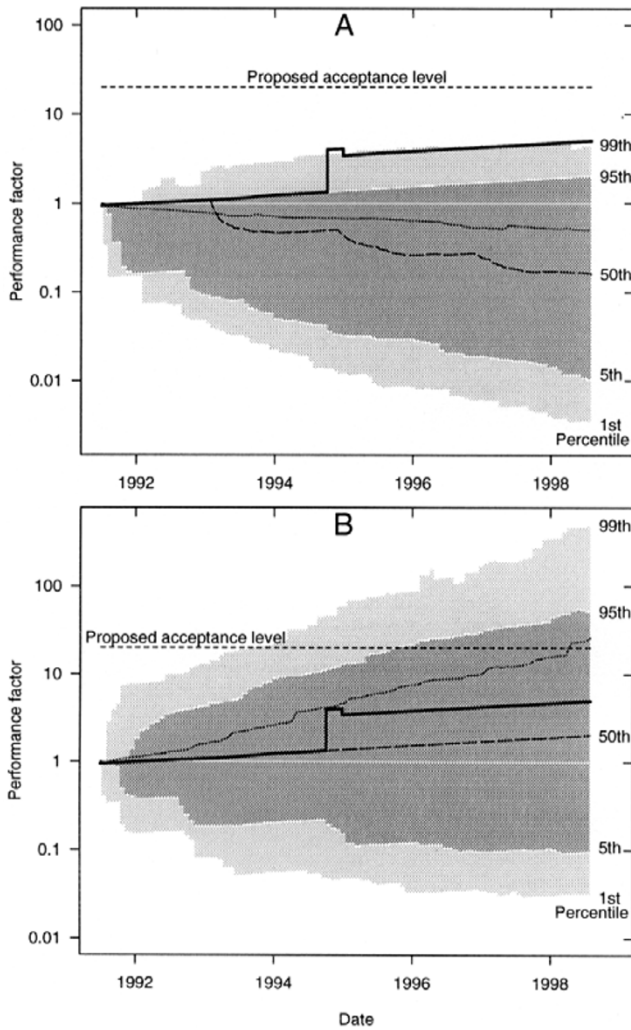 A
100
Proposed acceptance level
10
99th
95th
1
Performance factor
0.1
50th
0.01
5th
1st
Percentile
1992
1994
1996
1998
B
99th
100
95th
Proposed acceptance level
10
50th
1
Performance factor
0.1
5th
1st
Percentile
0.01
1992
1994
1996
1998
Date